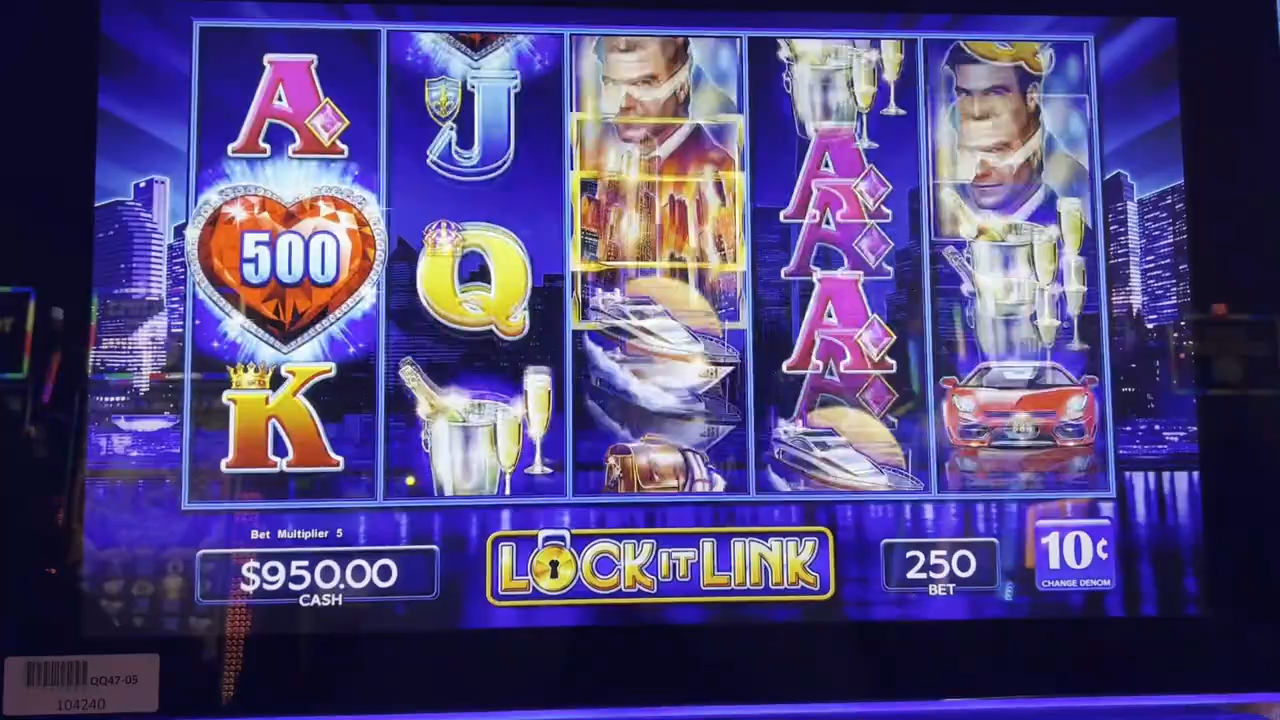 A
J
500
A
A
Q
A
K
Bet Multiplier 5
$950.00
CASH
LOCK IT LINK
250
BET
10¢
CHANGE DENOM
QQ47-05
104240